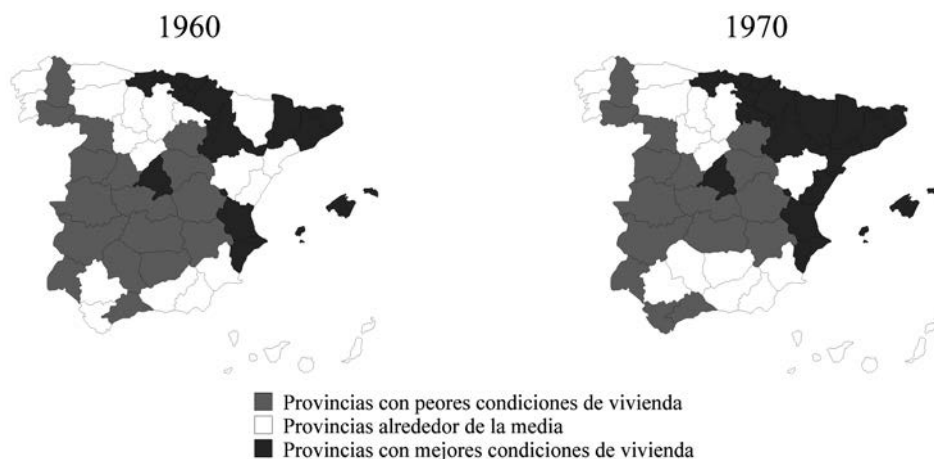 1960
1970
Provincias con peores condiciones de vivienda
Provincias alrededor de la media
Provincias con mejores condiciones de vivienda